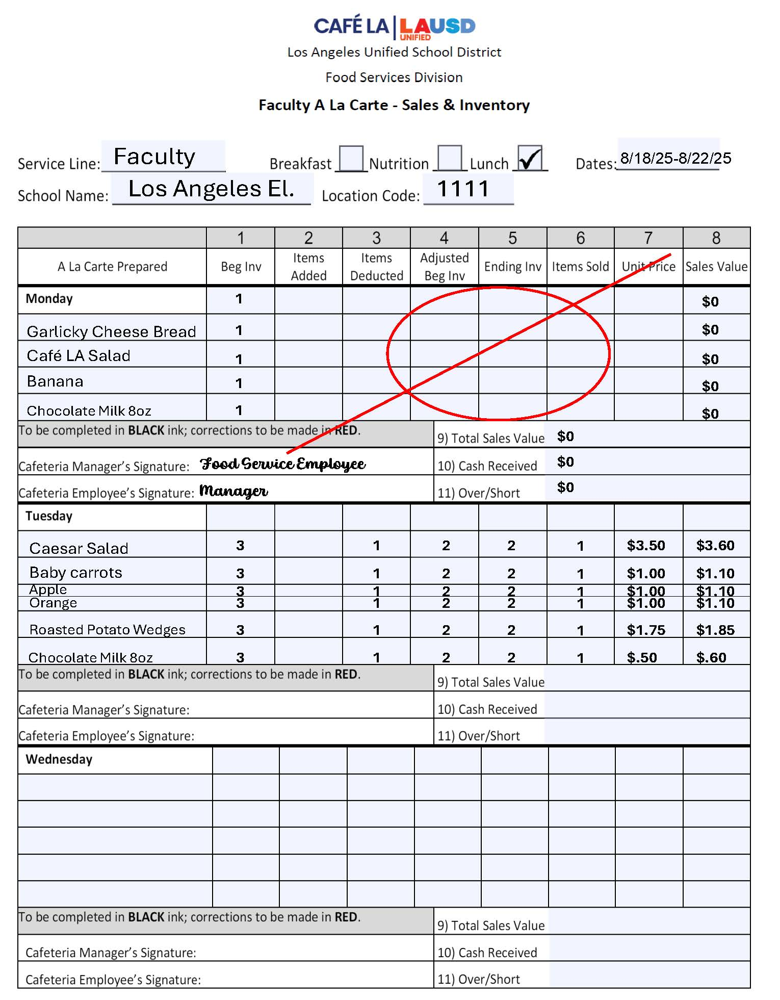 CAFÉ LA | LAUSD
UNIFIED
Los Angeles Unified School District
Food Services Division
Faculty A La Carte - Sales & Inventory
Service Line: Faculty Breakfast Nutrition Lunch ✓ Dates: 8/18/25-8/22/25
School Name: Los Angeles El. Location Code: 1111
1 2 3 4 5 6 7 8
A La Carte Prepared Beg Inv Items Added Items Deducted Adjusted Beg Inv Ending Inv Items Sold Unit Price Sales Value
Monday 1 $0
Garlicky Cheese Bread 1 $0
Café LA Salad 1 $0
Banana 1 $0
Chocolate Milk 8oz 1 $0
To be completed in BLACK ink; corrections to be made in RED. 9) Total Sales Value $0
Cafeteria Manager's Signature: Food Service Employee 10) Cash Received $0
Cafeteria Employee's Signature: Manager 11) Over/Short $0
Tuesday
Caesar Salad 3 1 2 2 1 $3.50 $3.60
Baby carrots 3 1 2 2 1 $1.00 $1.10
Apple 3 1 2 2 1 $1.00 $1.10
Orange 3 1 2 2 1 $1.00 $1.10
Roasted Potato Wedges 3 1 2 2 1 $1.75 $1.85
Chocolate Milk 8oz 3 1 2 2 1 $.50 $.60
To be completed in BLACK ink; corrections to be made in RED. 9) Total Sales Value
Cafeteria Manager's Signature: 10) Cash Received
Cafeteria Employee's Signature: 11) Over/Short
Wednesday
To be completed in BLACK ink; corrections to be made in RED. 9) Total Sales Value
Cafeteria Manager's Signature: 10) Cash Received
Cafeteria Employee's Signature: 11) Over/Short